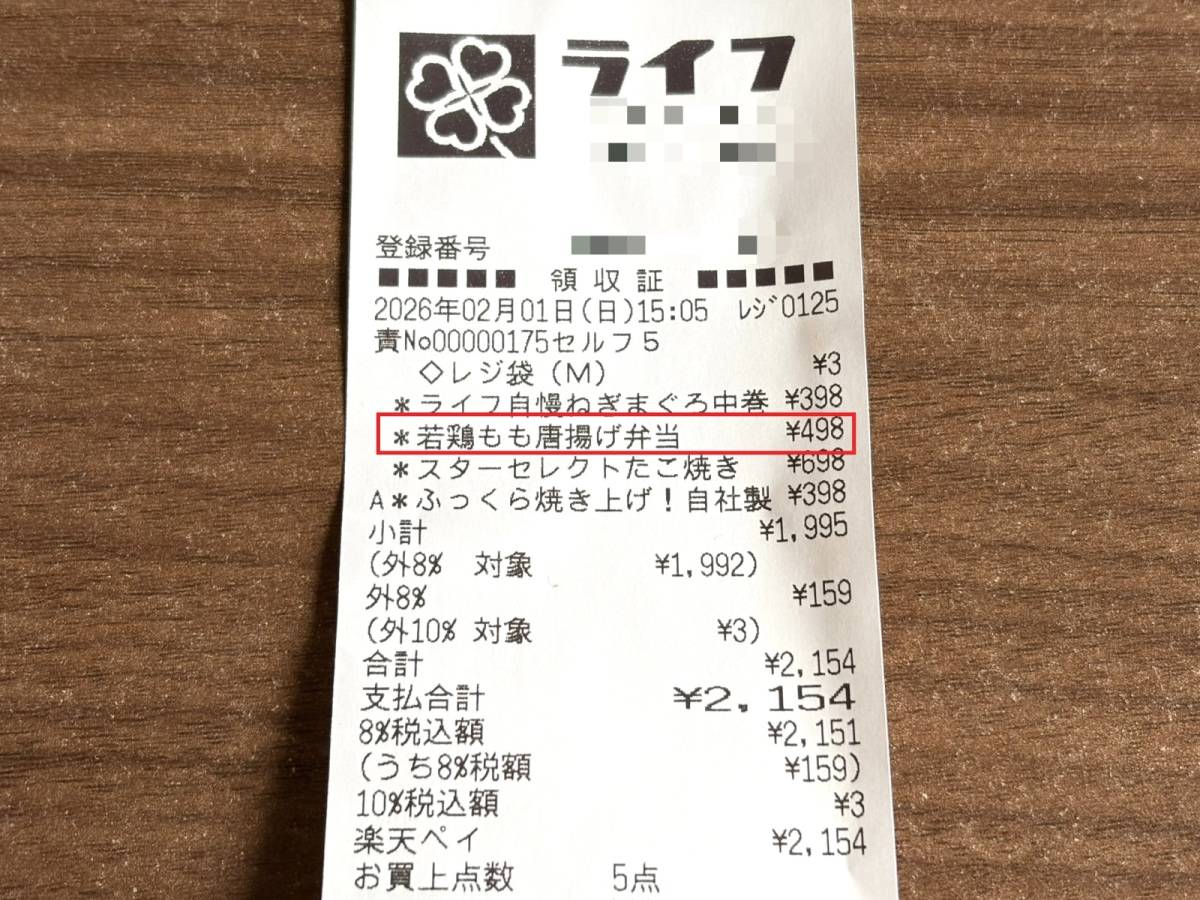 ライフ
登録番号
■■■■■ 領収証 ■■■■■
2026年02月01日(日)15:05 ﾚｼﾞ0125
責No00000175セルフ5
◇レジ袋(M) ¥3
*ライフ自慢ねぎまぐろ中巻 ¥398
*若鶏もも唐揚げ弁当 ¥498
*スターセレクトたこ焼き ¥698
A*ふっくら焼き上げ!自社製 ¥398
小計 ¥1,995
(外8% 対象 ¥1,992)
外8% ¥159
(外10% 対象 ¥3)
合計 ¥2,154
支払合計 ¥2,154
8%税込額 ¥2,151
(うち8%税額 ¥159)
10%税込額 ¥3
楽天ペイ ¥2,154
お買上点数 5点